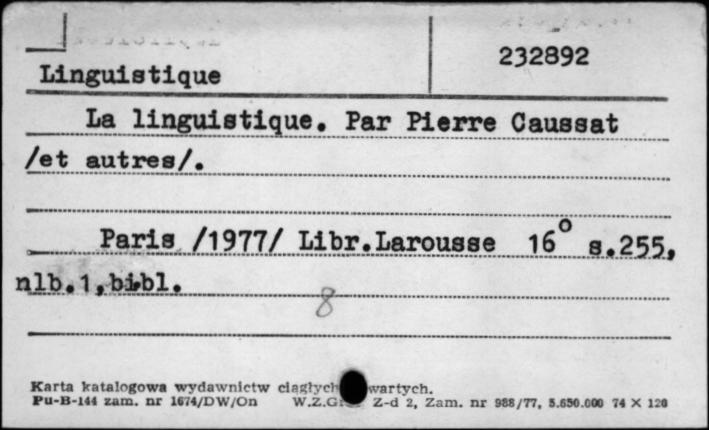 232892
Linguistique
La linguistique. Par Pierre Caussat
/et autres/.
Paris /1977/ Libr.Larousse 16° s.255,
nlb.1,bibl.
8
Karta katalogowa wydawnictw ciągłych wartych.
Pu-B-144 zam. nr 1674/DW/On W.Z.G Z-d 2, Zam. nr 988/77, 5.650.000 74 X 120